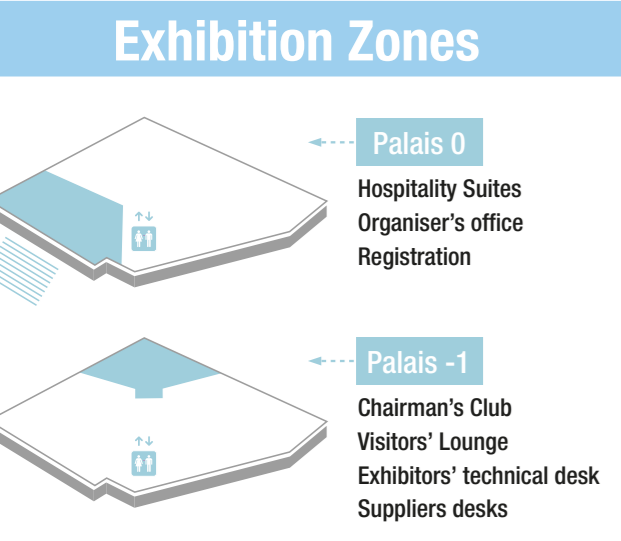 Exhibition Zones
Palais 0
Hospitality Suites
Organiser's office
Registration
Palais -1
Chairman's Club
Visitors' Lounge
Exhibitors' technical desk
Suppliers desks